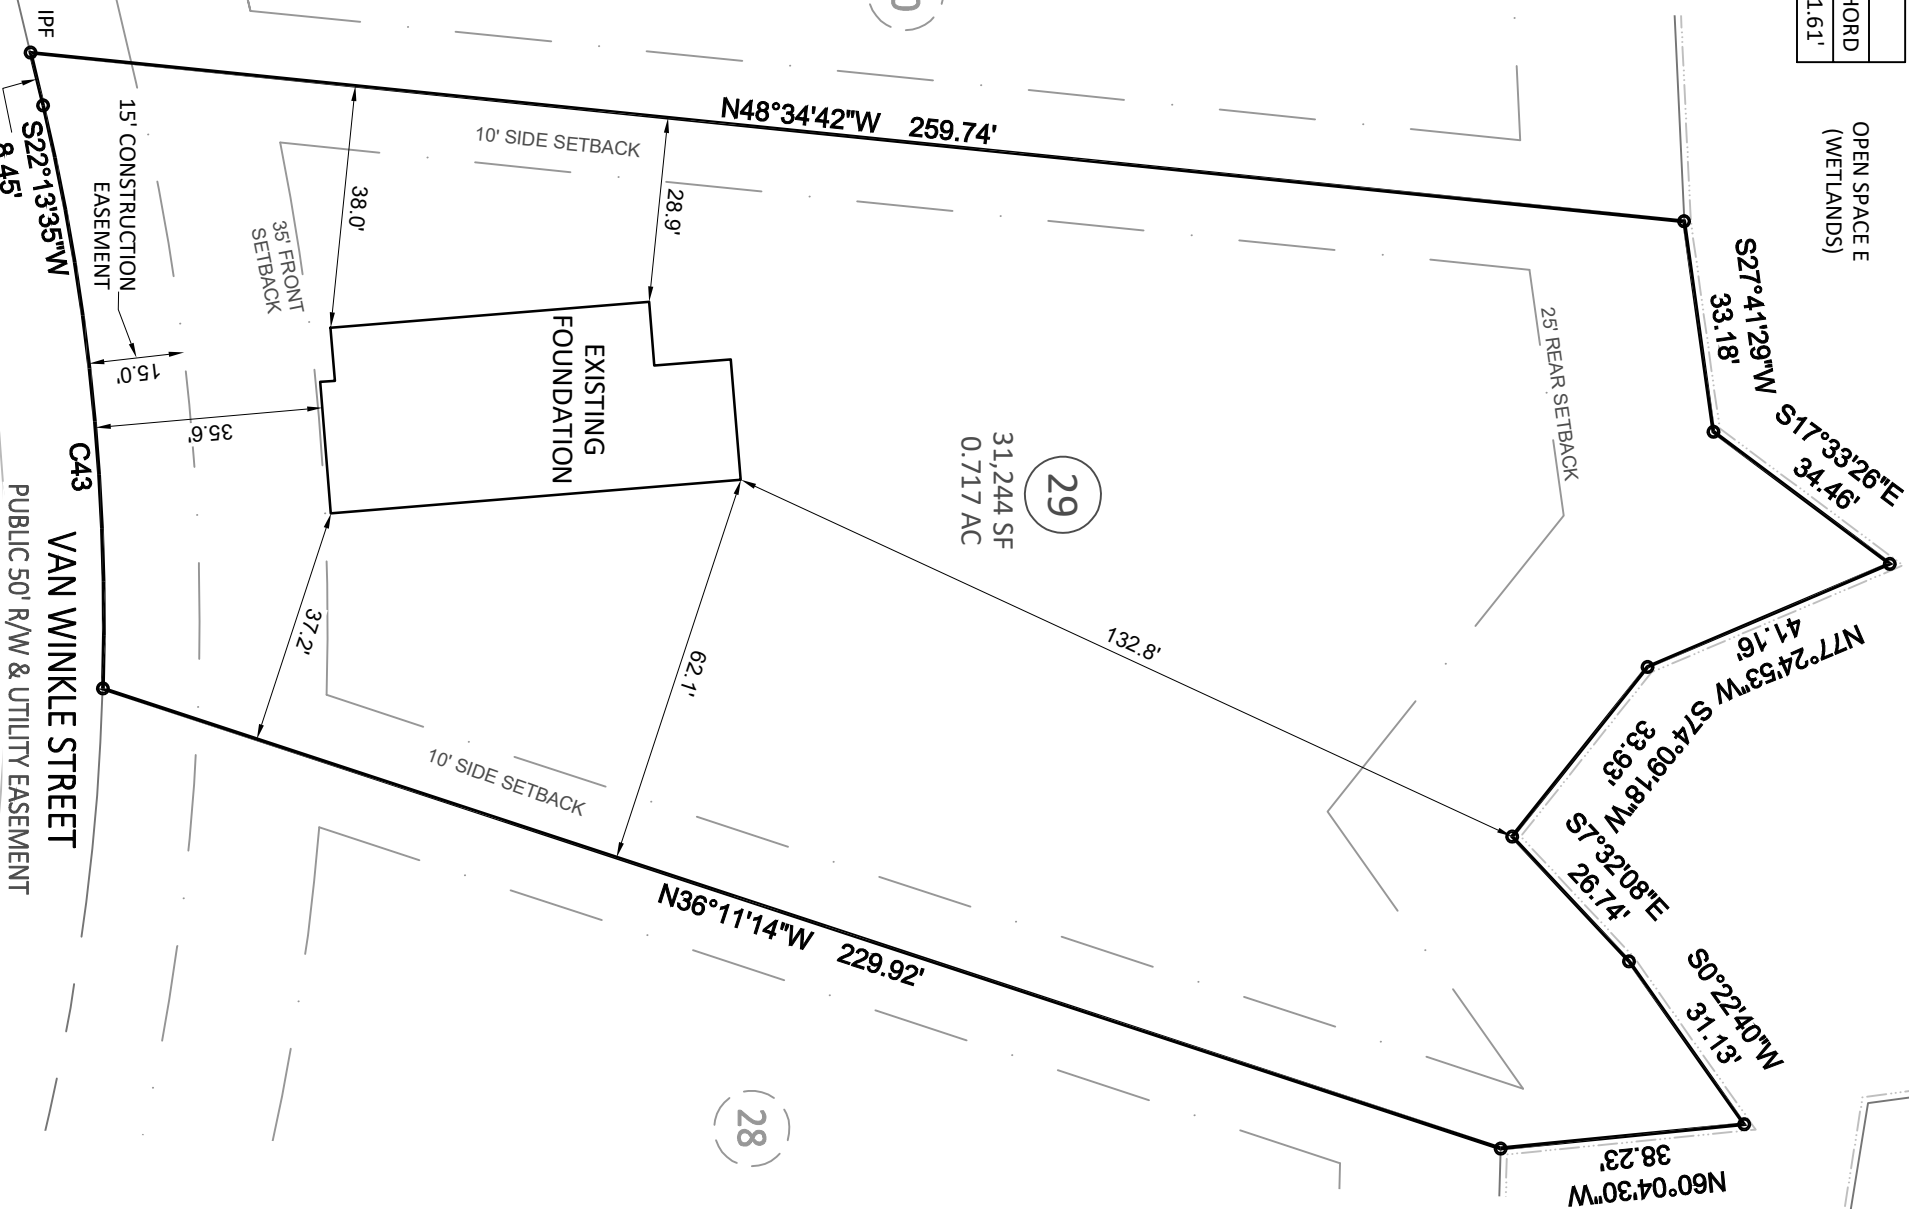 HORD
1.61'
OPEN SPACE E
(WETLANDS)
IPF
S22°13'35"W
8.45'
15' CONSTRUCTION
EASEMENT
N48°34'42"W 259.74'
10' SIDE SETBACK
38.0'
28.9'
35' FRONT
SETBACK
15.0'
35.6'
EXISTING
FOUNDATION
C43
VAN WINKLE STREET
PUBLIC 50' R/W & UTILITY EASEMENT
29
31,244 SF
0.717 AC
25' REAR SETBACK
S27°41'29"W
33.18'
S17°33'26"E
34.46'
N77°24'53"W
41.16'
S74°09'18"W
33.93'
S7°32'08"E
26.74'
S0°22'40"W
31.13'
N60°04'30"W
38.23'
132.8'
62.1'
37.2'
10' SIDE SETBACK
N36°11'14"W 229.92'
28